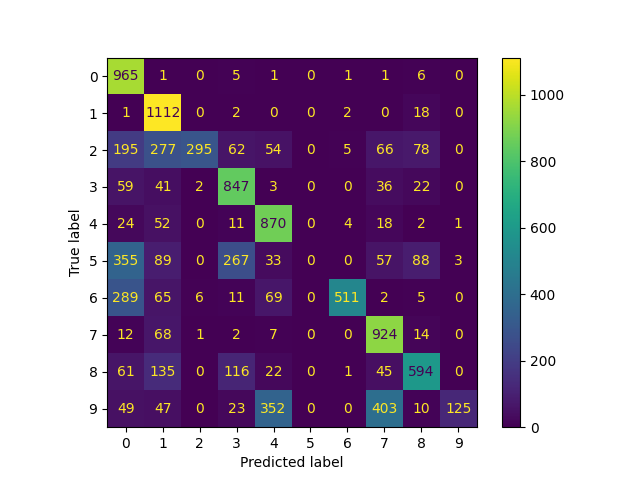 0 965 1 0 5 1 0 1 1 6 0
1 1 1112 0 2 0 0 2 0 18 0
2 195 277 295 62 54 0 5 66 78 0
3 59 41 2 847 3 0 0 36 22 0
4 24 52 0 11 870 0 4 18 2 1
5 355 89 0 267 33 0 0 57 88 3
6 289 65 6 11 69 0 511 2 5 0
7 12 68 1 2 7 0 0 924 14 0
8 61 135 0 116 22 0 1 45 594 0
9 49 47 0 23 352 0 0 403 10 125
0 1 2 3 4 5 6 7 8 9
Predicted label
True label
1000
800
600
400
200
0